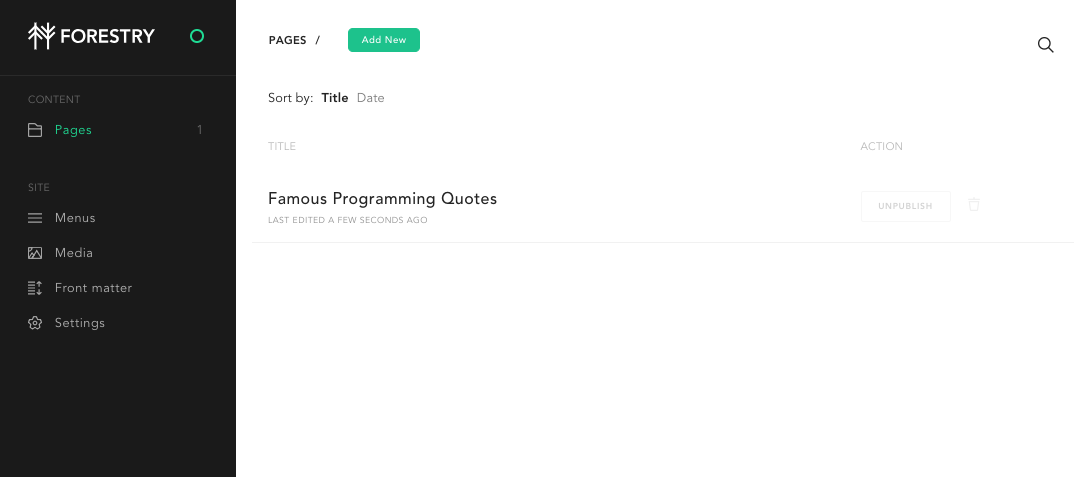 FORESTRY
CONTENT
Pages 1
SITE
Menus
Media
Front matter
Settings
PAGES / Add New
Sort by: Title Date
TITLE ACTION
Famous Programming Quotes
LAST EDITED A FEW SECONDS AGO
UNPUBLISH